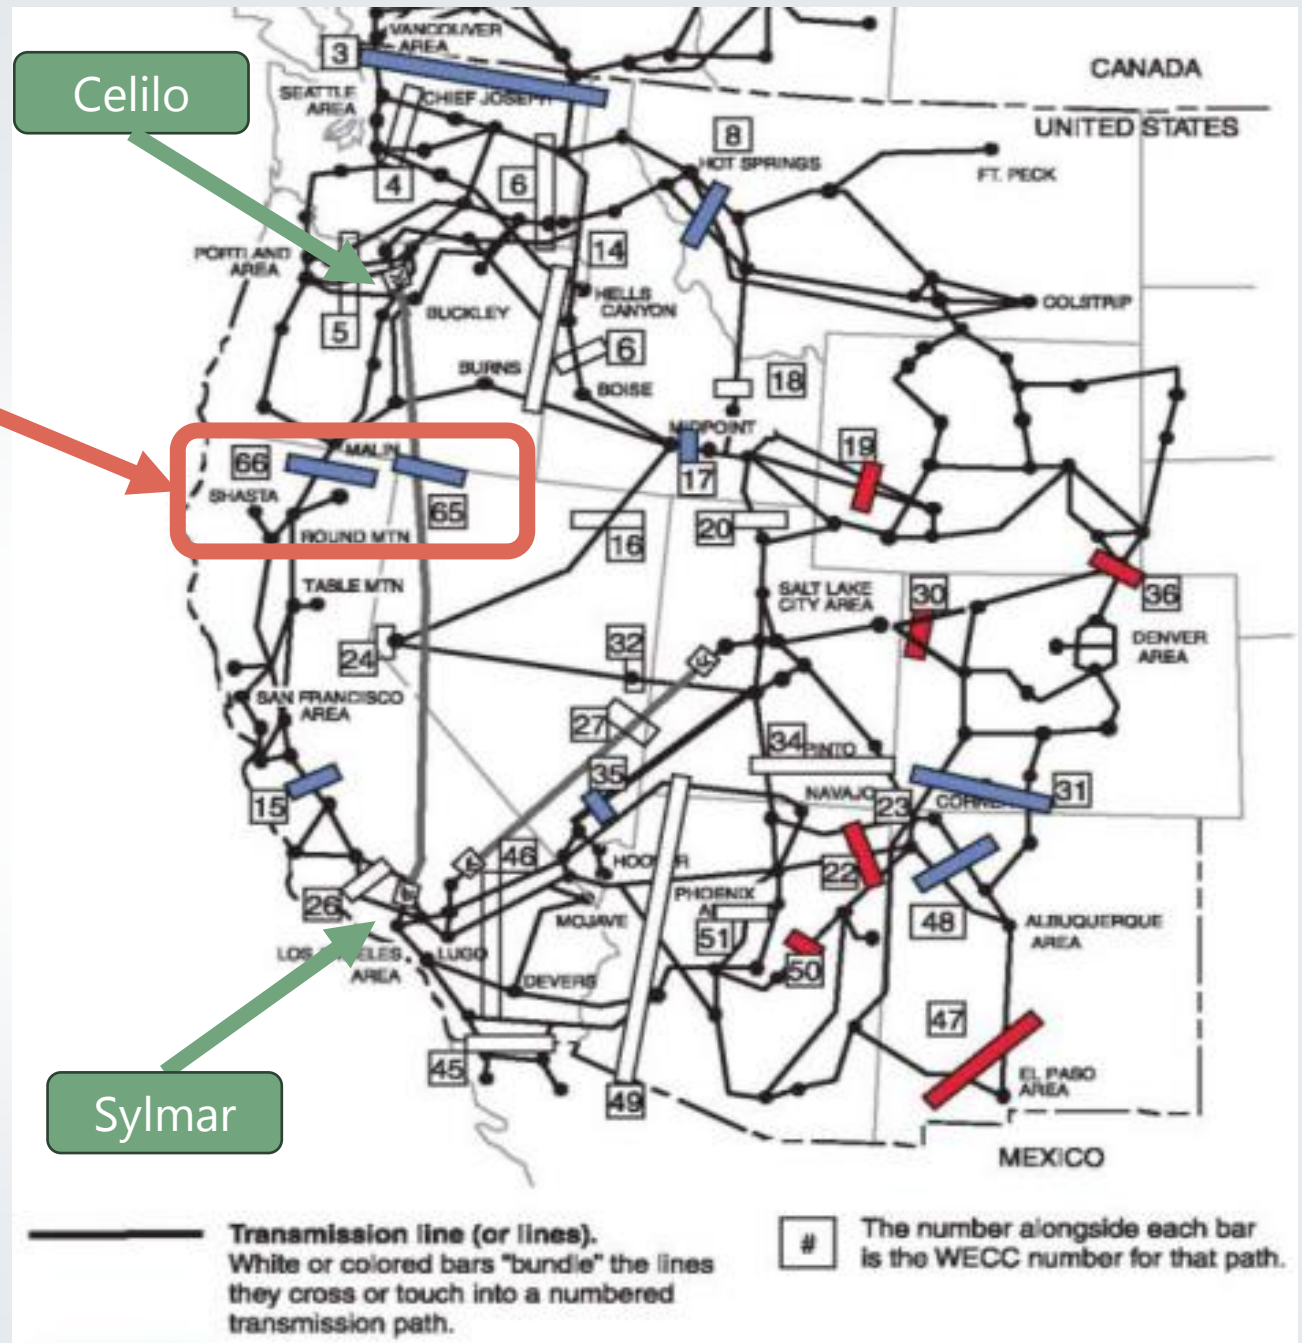 VANCOUVER
AREA
3
CANADA
Celilo
SEATTLE
AREA
CHIEF JOSEPH
UNITED STATES
8
HOT SPRINGS
FT. PECK
4
6
PORTLAND
AREA
14
HELLS
CANYON
COLSTRIP
5
BUCKLEY
6
BURNS
BOISE
18
MIDPOINT
MALIN
66
19
17
SHASTA
65
20
ROUND MTN
16
TABLE MTN
SALT LAKE
CITY AREA
30
36
32
DENVER
AREA
24
SAN FRANCISCO
AREA
27
34
PINTO
35
NAVAJO
23
31
15
46
HOOVER
22
PHOENIX
26
MOJAVE
51
48
ALBUQUERQUE
AREA
LOS ANGELES
AREA
LUGO
50
DEVERS
47
45
EL PASO
AREA
49
Sylmar
MEXICO
Transmission line (or lines).
White or colored bars "bundle" the lines
they cross or touch into a numbered
transmission path.
#
The number alongside each bar
is the WECC number for that path.